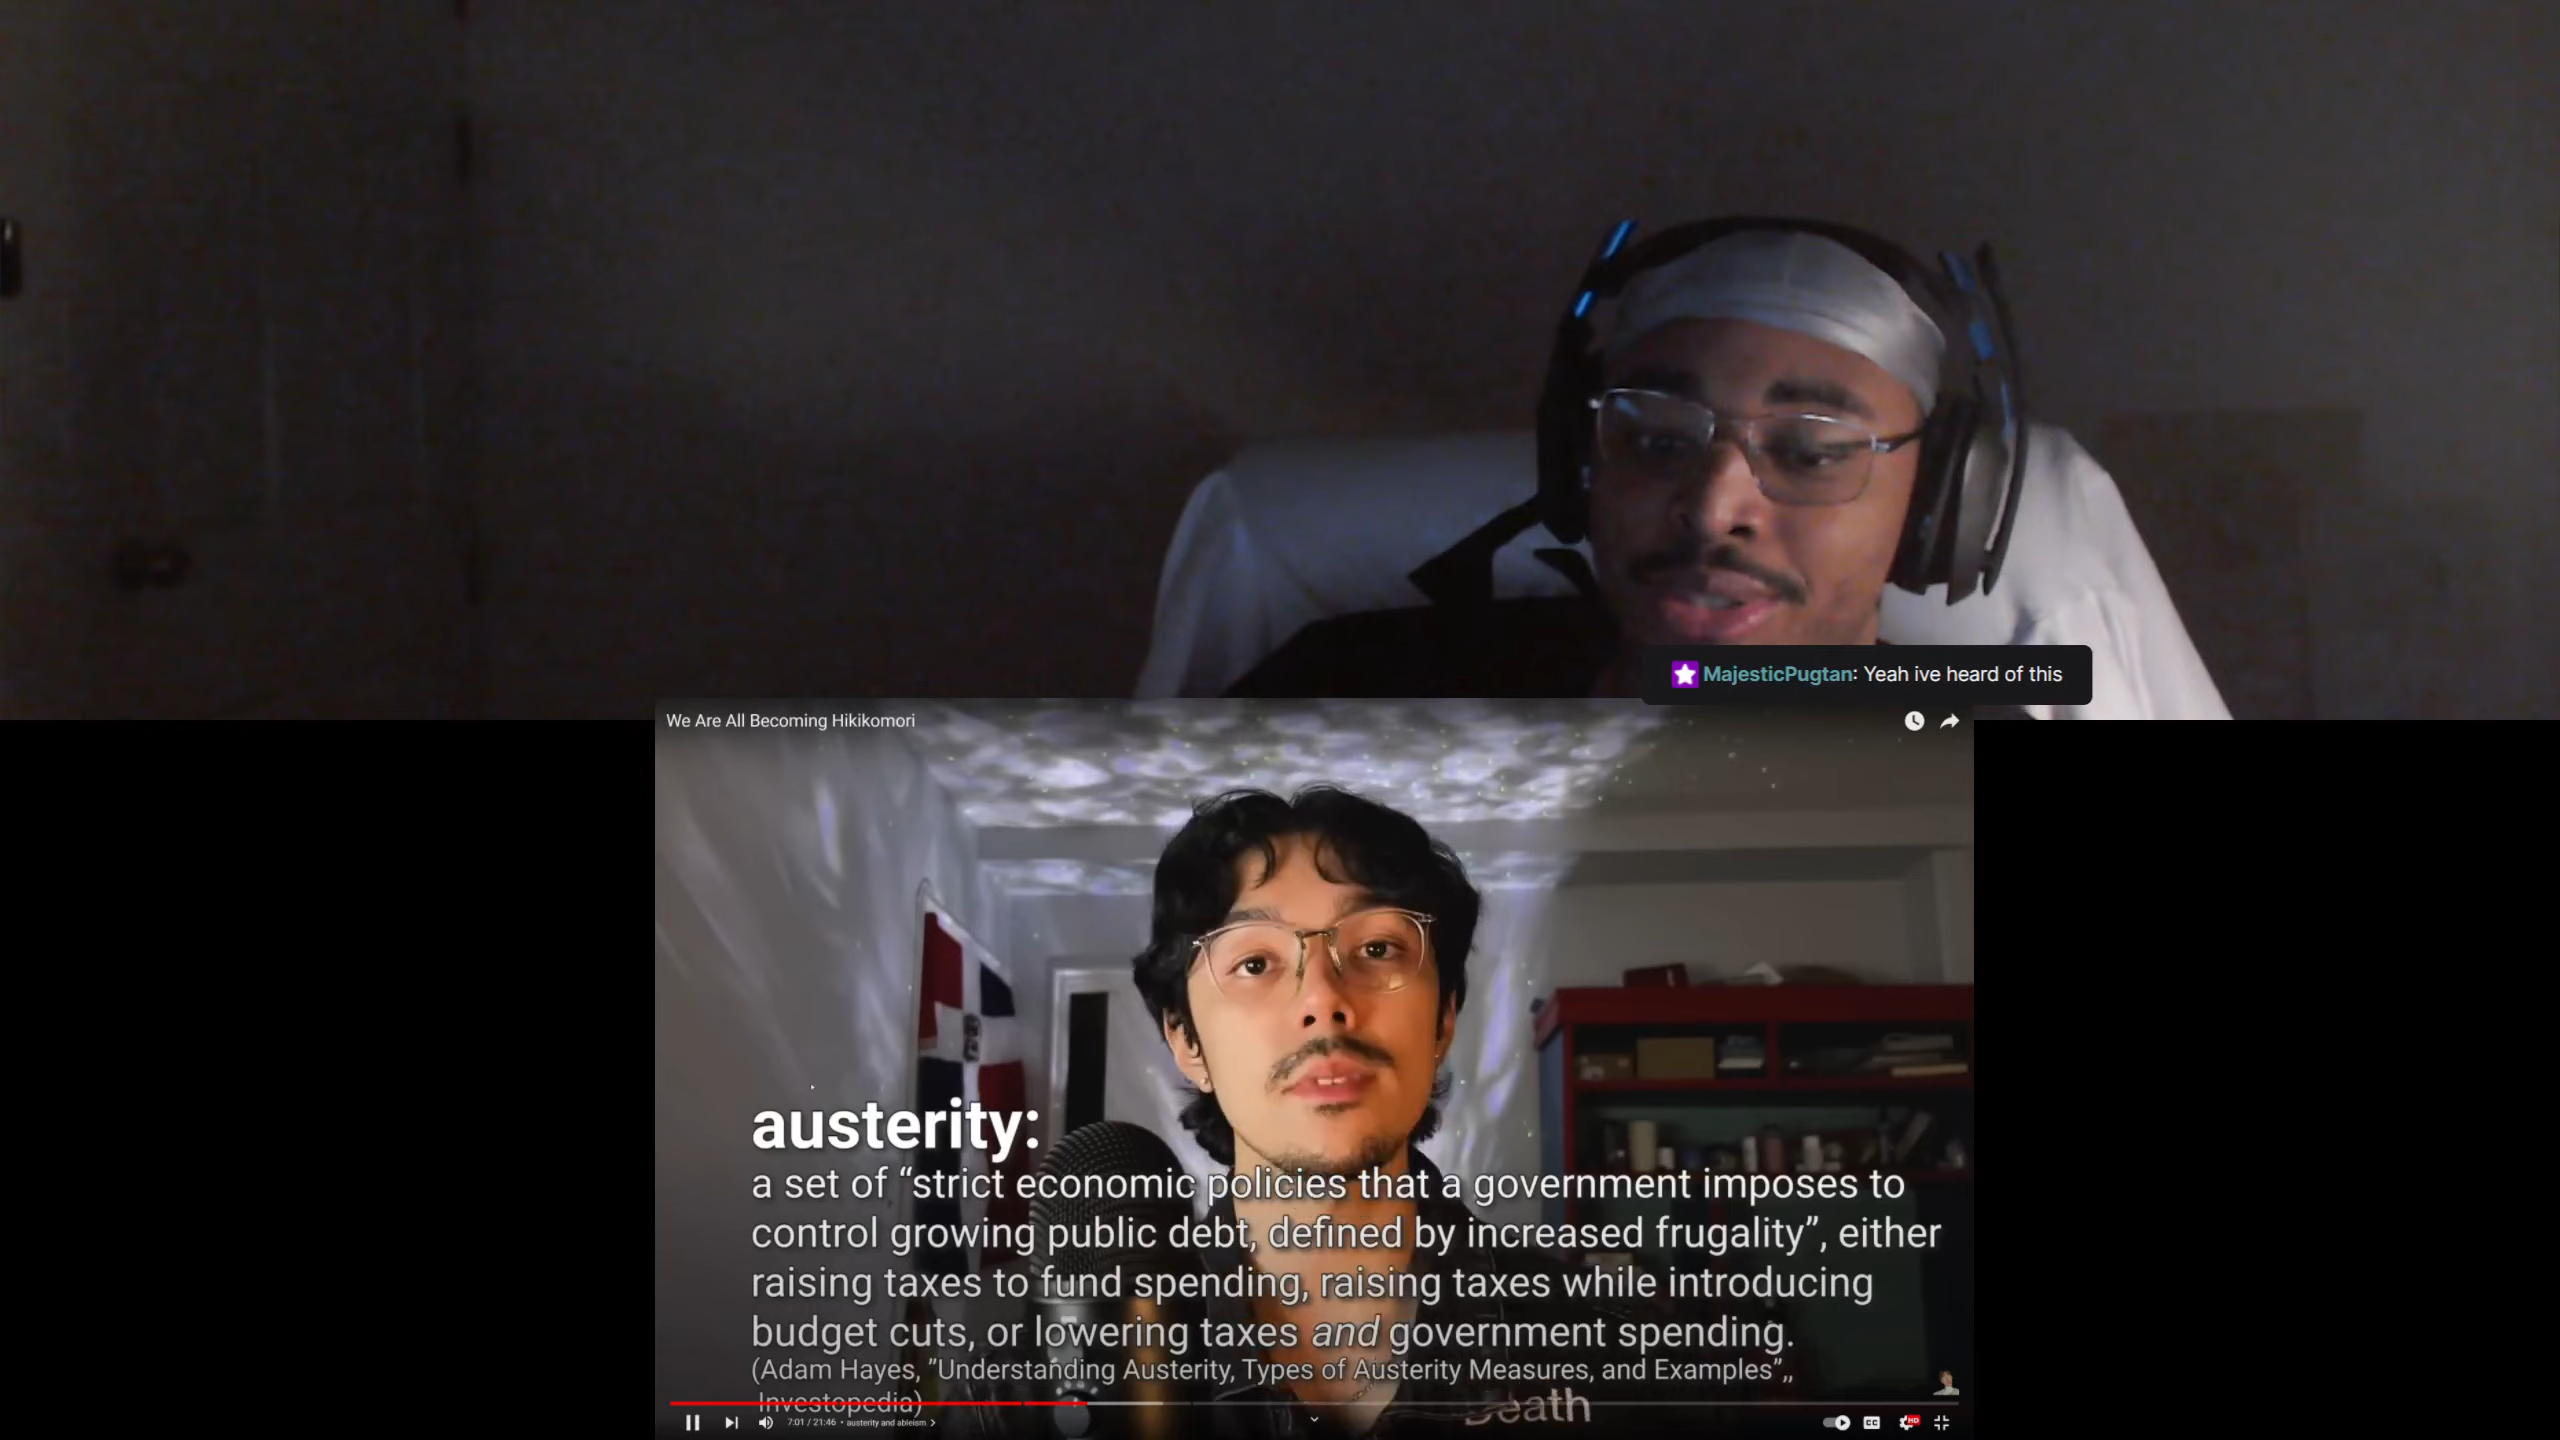 MajesticPugtan: Yeah ive heard of this
We Are All Becoming Hikikomori
austerity:
a set of “strict economic policies that a government imposes to
control growing public debt, defined by increased frugality”, either
raising taxes to fund spending, raising taxes while introducing
budget cuts, or lowering taxes and government spending.
(Adam Hayes, ”Understanding Austerity, Types of Austerity Measures, and Examples”,,
Investopedia)
Death
7:01 / 21:46 • austerity and ableism >
CC
HD